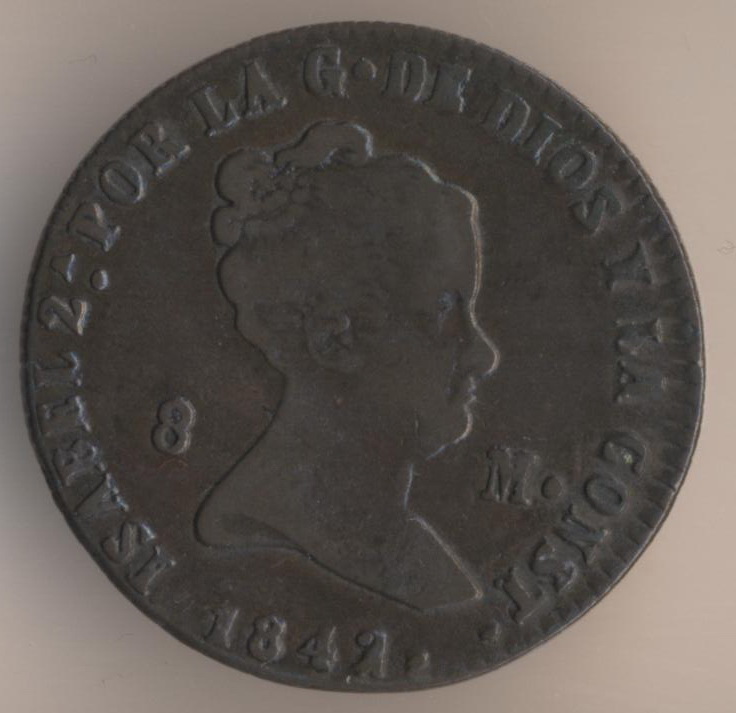 ISABEL 2ª POR LA G· DE DIOS Y LA CONST·
8 M·
1842·